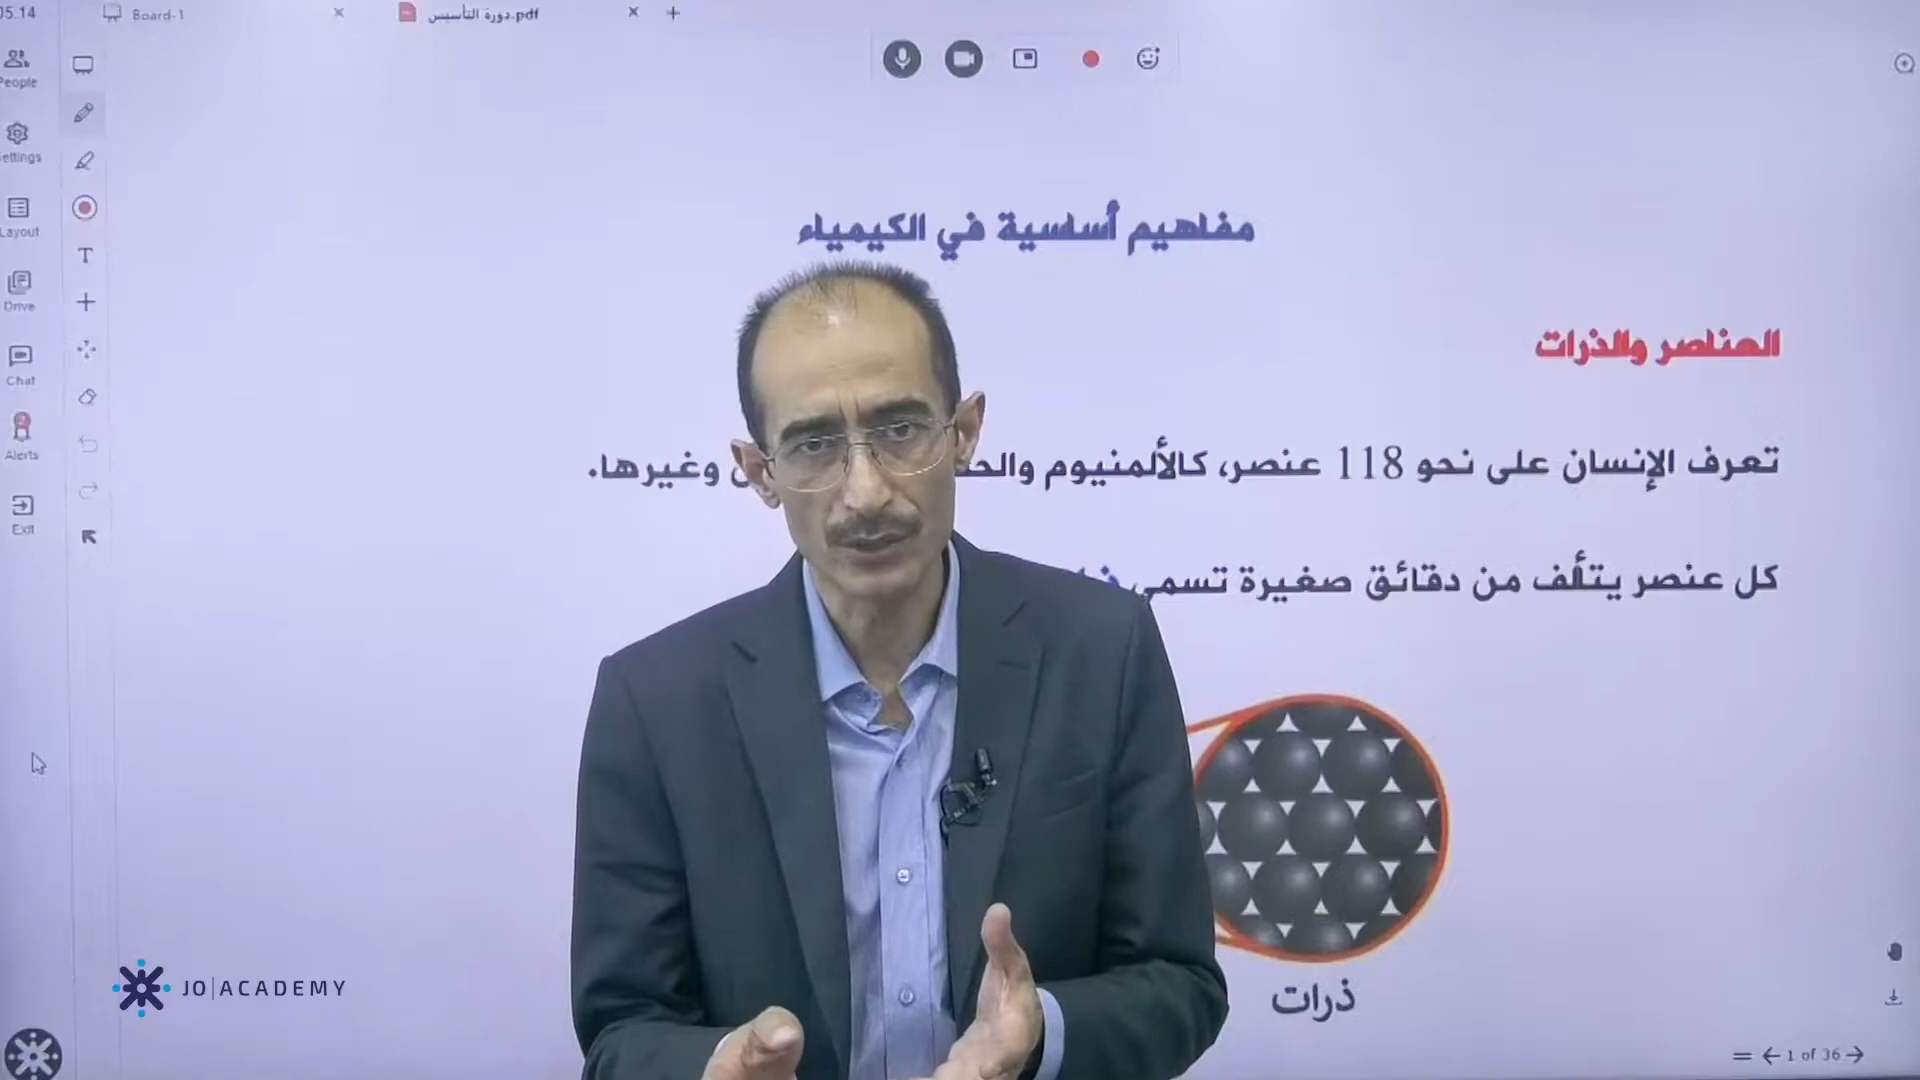 05.14
Board-1
دورة التأسيس.pdf
People
Settings
Layout
Drive
Chat
2
Alerts
Exit
T
مفاهيم أساسية في الكيمياء
العناصر والذرات
تعرف الإنسان على نحو 118 عنصر، كالألمنيوم وغيرها.
كل عنصر يتألف من دقائق صغيرة تسمى
ذرات
JO|ACADEMY
1 of 36